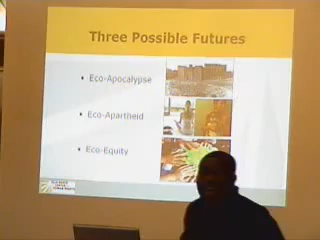 Three Possible Futures
• Eco-Apocalypse
• Eco-Apartheid
• Eco-Equity